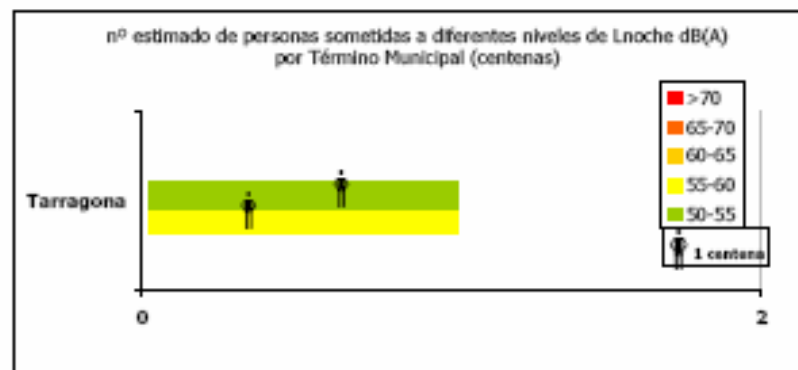 nº estimado de personas sometidas a diferentes niveles de Lnoche dB(A)
por Término Municipal (centenas)
>70
65-70
60-65
55-60
50-55
1 centena
Tarragona
0
2